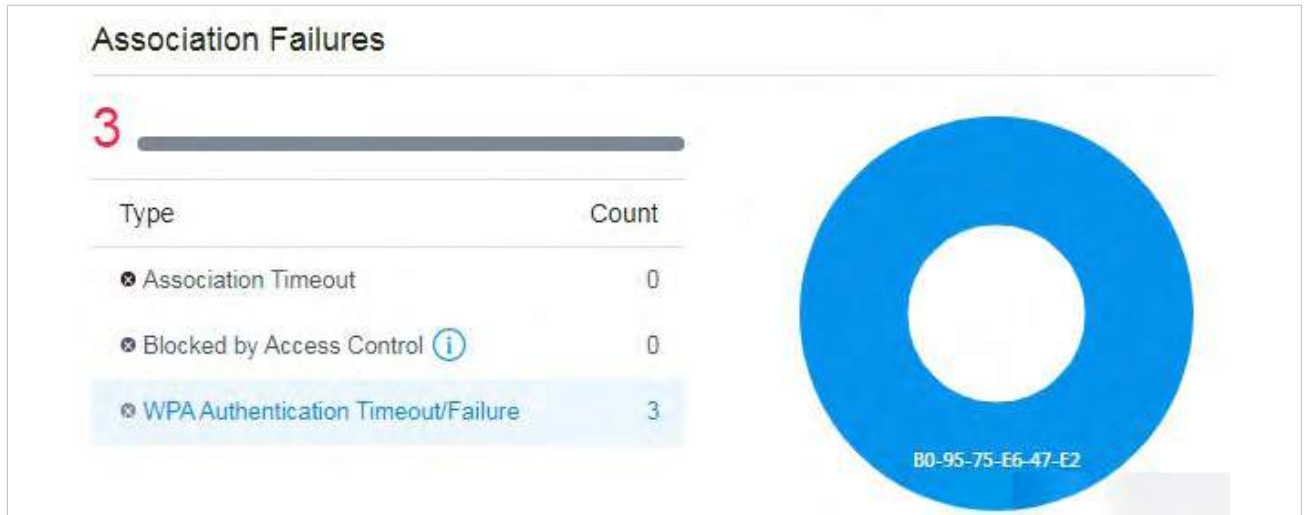 Association Failures
3
Type Count
Association Timeout 0
Blocked by Access Control 0
WPA Authentication Timeout/Failure 3
B0-95-75-E6-47-E2